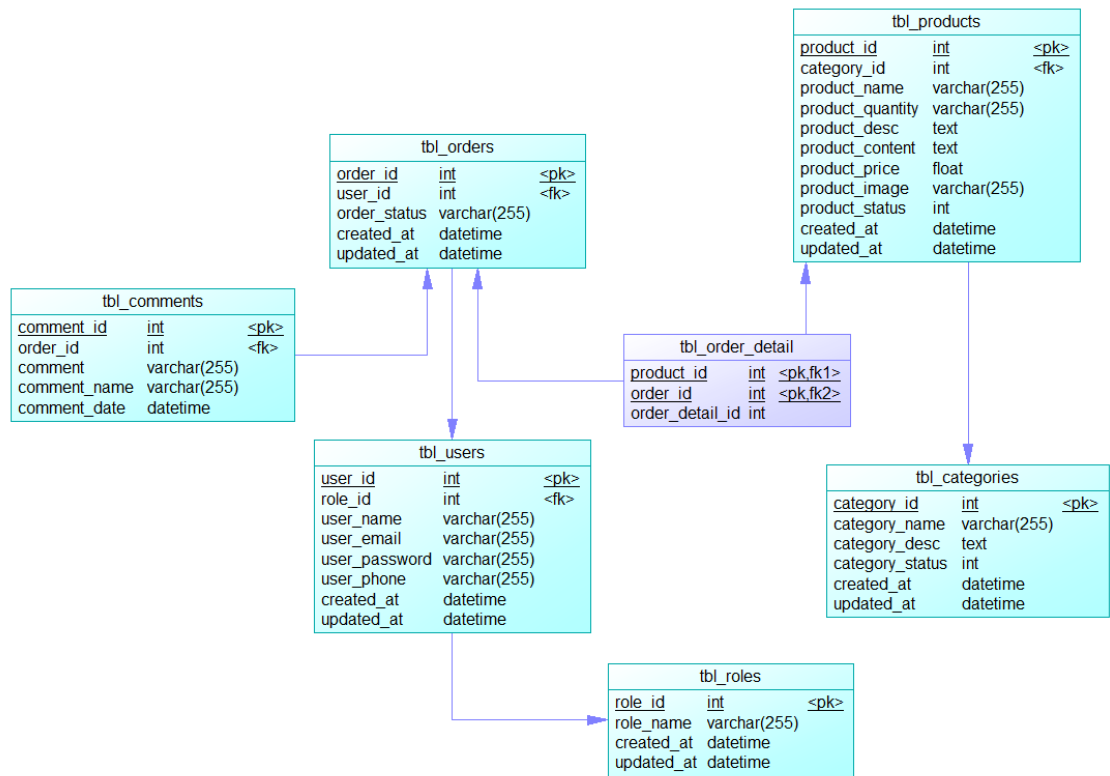 tbl_products
product_id int <pk>
category_id int <fk>
product_name varchar(255)
product_quantity varchar(255)
product_desc text
product_content text
product_price float
product_image varchar(255)
product_status int
created_at datetime
updated_at datetime
tbl_orders
order_id int <pk>
user_id int <fk>
order_status varchar(255)
created_at datetime
updated_at datetime
tbl_comments
comment_id int <pk>
order_id int <fk>
comment varchar(255)
comment_name varchar(255)
comment_date datetime
tbl_order_detail
product_id int <pk,fk1>
order_id int <pk,fk2>
order_detail_id int
tbl_users
user_id int <pk>
role_id int <fk>
user_name varchar(255)
user_email varchar(255)
user_password varchar(255)
user_phone varchar(255)
created_at datetime
updated_at datetime
tbl_categories
category_id int <pk>
category_name varchar(255)
category_desc text
category_status int
created_at datetime
updated_at datetime
tbl_roles
role_id int <pk>
role_name varchar(255)
created_at datetime
updated_at datetime